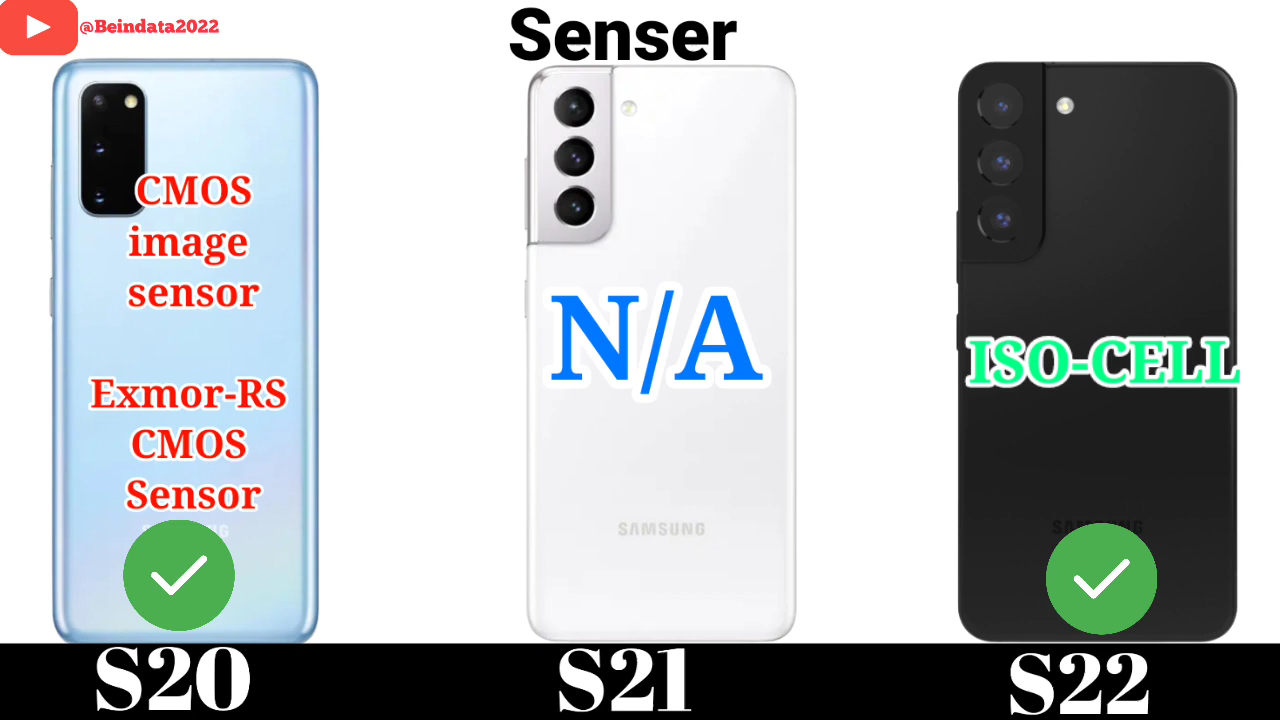 @Beindata2022
Senser
CMOS
image
sensor
Exmor-RS
CMOS
Sensor
N/A
SAMSUNG
ISO-CELL
S20
S21
S22